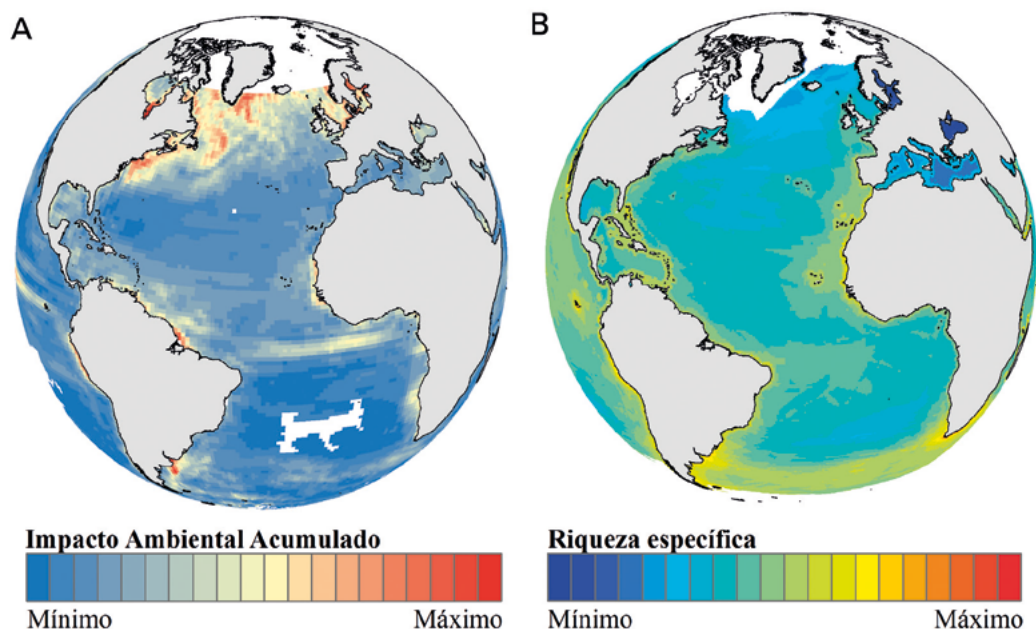 A
B
Impacto Ambiental Acumulado
Mínimo
Máximo
Riqueza específica
Mínimo
Máximo